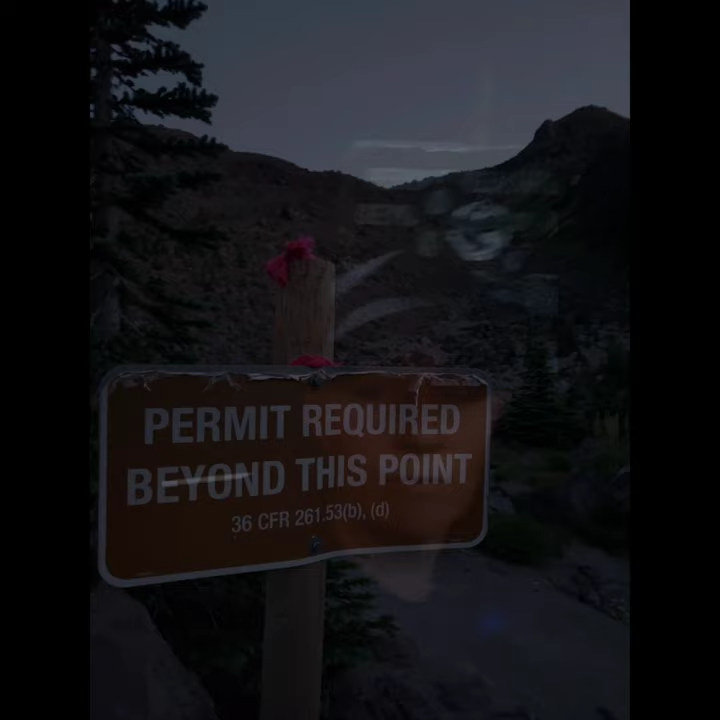 PERMIT REQUIRED
BEYOND THIS POINT
36 CFR 261.53(b), (d)